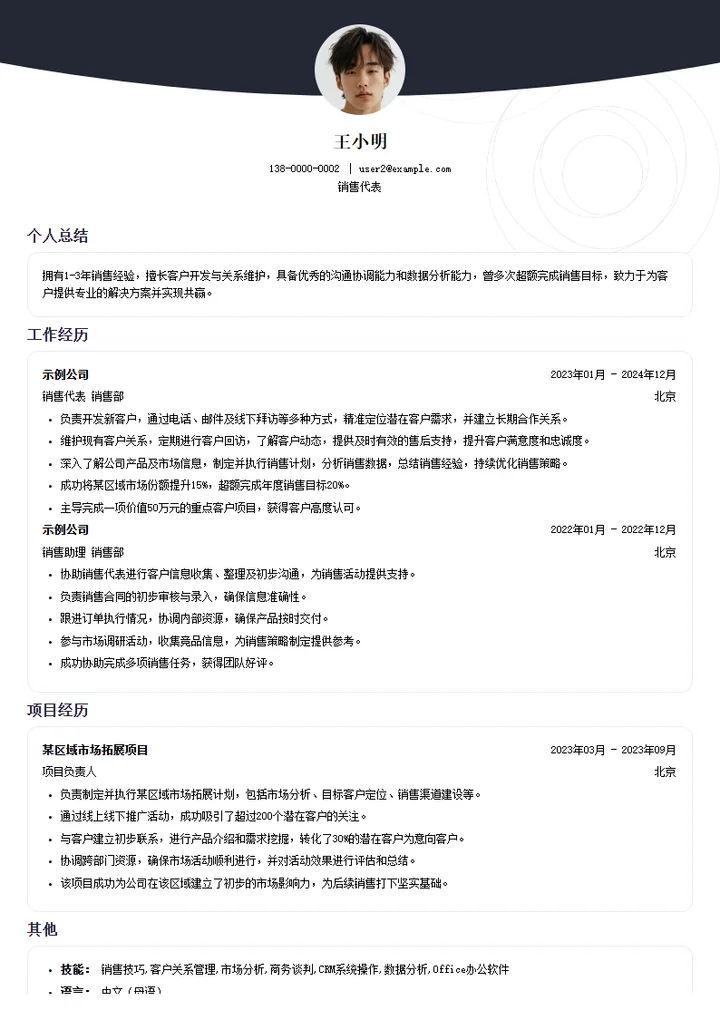 王小明
138-0000-0002 | user2@example.com
销售代表
个人总结
拥有1-3年销售经验，擅长客户开发与关系维护，具备优秀的沟通协调能力和数据分析能力，曾多次超额完成销售目标，致力于为客
户提供专业的解决方案并实现共赢。
工作经历
示例公司 2023年01月 - 2024年12月
销售代表 销售部 北京
• 负责开发新客户，通过电话、邮件及线下拜访等多种方式，精准定位潜在客户需求，并建立长期合作关系。
• 维护现有客户关系，定期进行客户回访，了解客户动态，提供及时有效的售后支持，提升客户满意度和忠诚度。
• 深入了解公司产品及市场信息，制定并执行销售计划，分析销售数据，总结销售经验，持续优化销售策略。
• 成功将某区域市场份额提升15%，超额完成年度销售目标20%。
• 主导完成一项价值50万元的重点客户项目，获得客户高度认可。
示例公司 2022年01月 - 2022年12月
销售助理 销售部 北京
• 协助销售代表进行客户信息收集、整理及初步沟通，为销售活动提供支持。
• 负责销售合同的初步审核与录入，确保信息准确性。
• 跟进订单执行情况，协调内部资源，确保产品按时交付。
• 参与市场调研活动，收集竞品信息，为销售策略制定提供参考。
• 成功协助完成多项销售任务，获得团队好评。
项目经历
某区域市场拓展项目 2023年03月 - 2023年09月
项目负责人 北京
• 负责制定并执行某区域市场拓展计划，包括市场分析、目标客户定位、销售渠道建设等。
• 通过线上线下推广活动，成功吸引了超过200个潜在客户的关注。
• 与客户建立初步联系，进行产品介绍和需求挖掘，转化了30%的潜在客户为意向客户。
• 协调跨部门资源，确保市场活动顺利进行，并对活动效果进行评估和总结。
• 该项目成功为公司在该区域建立了初步的市场影响力，为后续销售打下坚实基础。
其他
• 技能： 销售技巧,客户关系管理,市场分析,商务谈判,CRM系统操作,数据分析,Office办公软件
• 语言： 中文（母语）